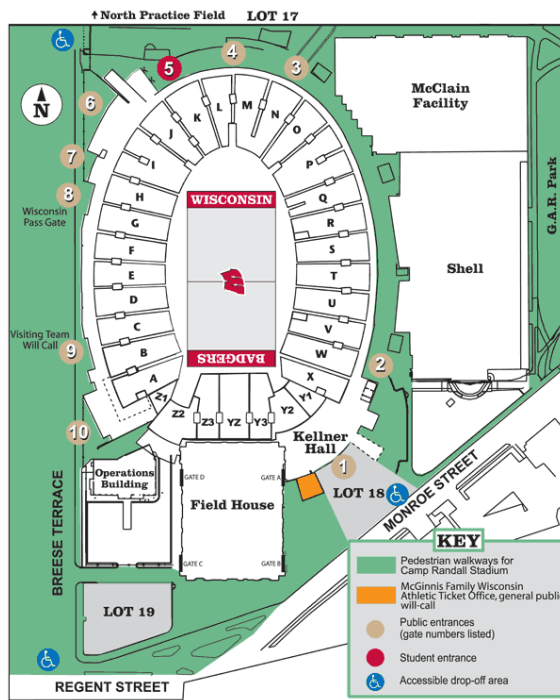 North Practice Field
LOT 17
4
5
3
6
N
7
8
Wisconsin
Pass Gate
Visiting Team
Will Call
9
10
2
1
McClain
Facility
G.A.R. Park
Shell
A
B
C
D
E
F
G
H
I
J
K
L
M
N
O
P
Q
R
S
T
U
V
W
X
Y1
Y2
Y3
YZ
Z3
Z2
Z1
WISCONSIN
W
BADGERS
Kellner
Hall
Operations
Building
GATE D
GATE A
Field House
GATE C
GATE B
LOT 18
MONROE STREET
BREESE TERRACE
LOT 19
REGENT STREET
KEY
Pedestrian walkways for
Camp Randall Stadium
McGinnis Family Wisconsin
Athletic Ticket Office, general public
will-call
Public entrances
(gate numbers listed)
Student entrance
Accessible drop-off area